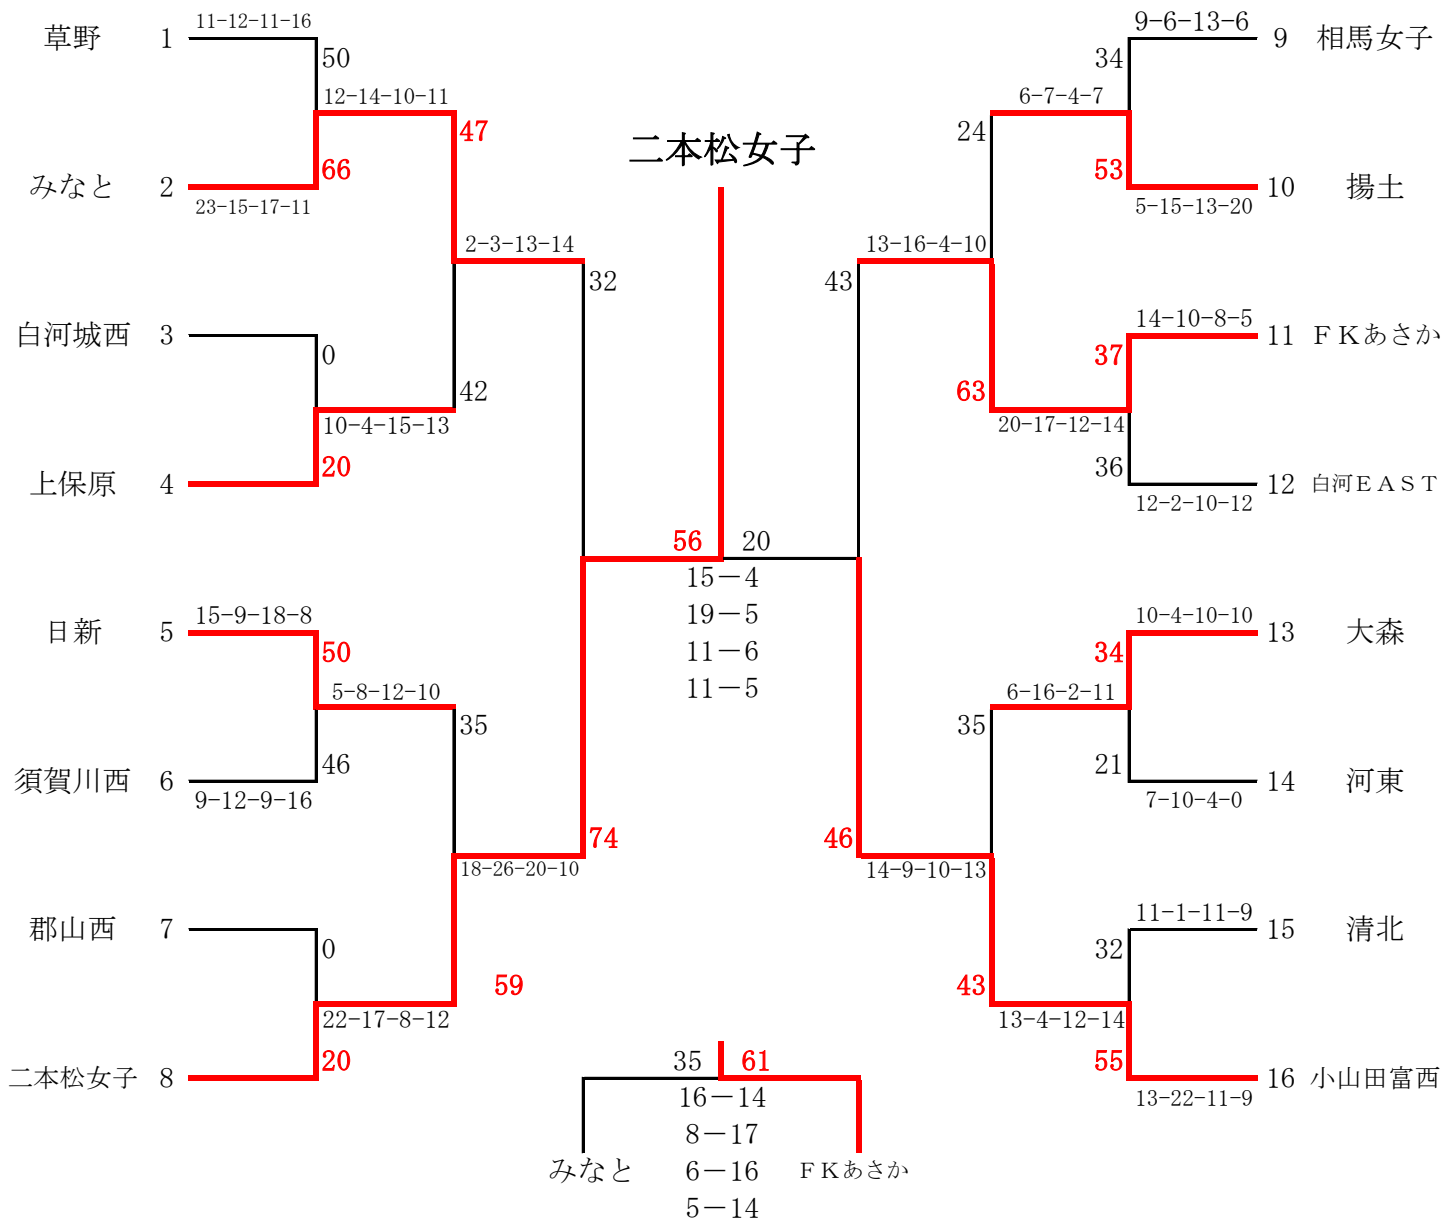 草野 1 11-12-11-16
50
12-14-10-11
47
みなと 2 66
23-15-17-11
2-3-13-14
32
白河城西 3
0
42
10-4-15-13
上保原 4 20
日新 5 15-9-18-8
50
5-8-12-10
35
須賀川西 6 46
9-12-9-16
74
18-26-20-10
郡山西 7
0
59
22-17-8-12
二本松女子 8 20
二本松女子
56 20
15－4
19－5
11－6
11－5
9-6-13-6 9 相馬女子
34
6-7-4-7
24
53 10 揚土
5-15-13-20
13-16-4-10
43
14-10-8-5 11 ＦＫあさか
37
63
20-17-12-14
36 12 白河ＥＡＳＴ
12-2-10-12
10-4-10-10 13 大森
34
6-16-2-11
35
21 14 河東
7-10-4-0
46
14-9-10-13
11-1-11-9 15 清北
32
43
13-4-12-14
55 16 小山田富西
13-22-11-9
35 61
16－14
8－17
6－16
5－14
みなと ＦＫあさか